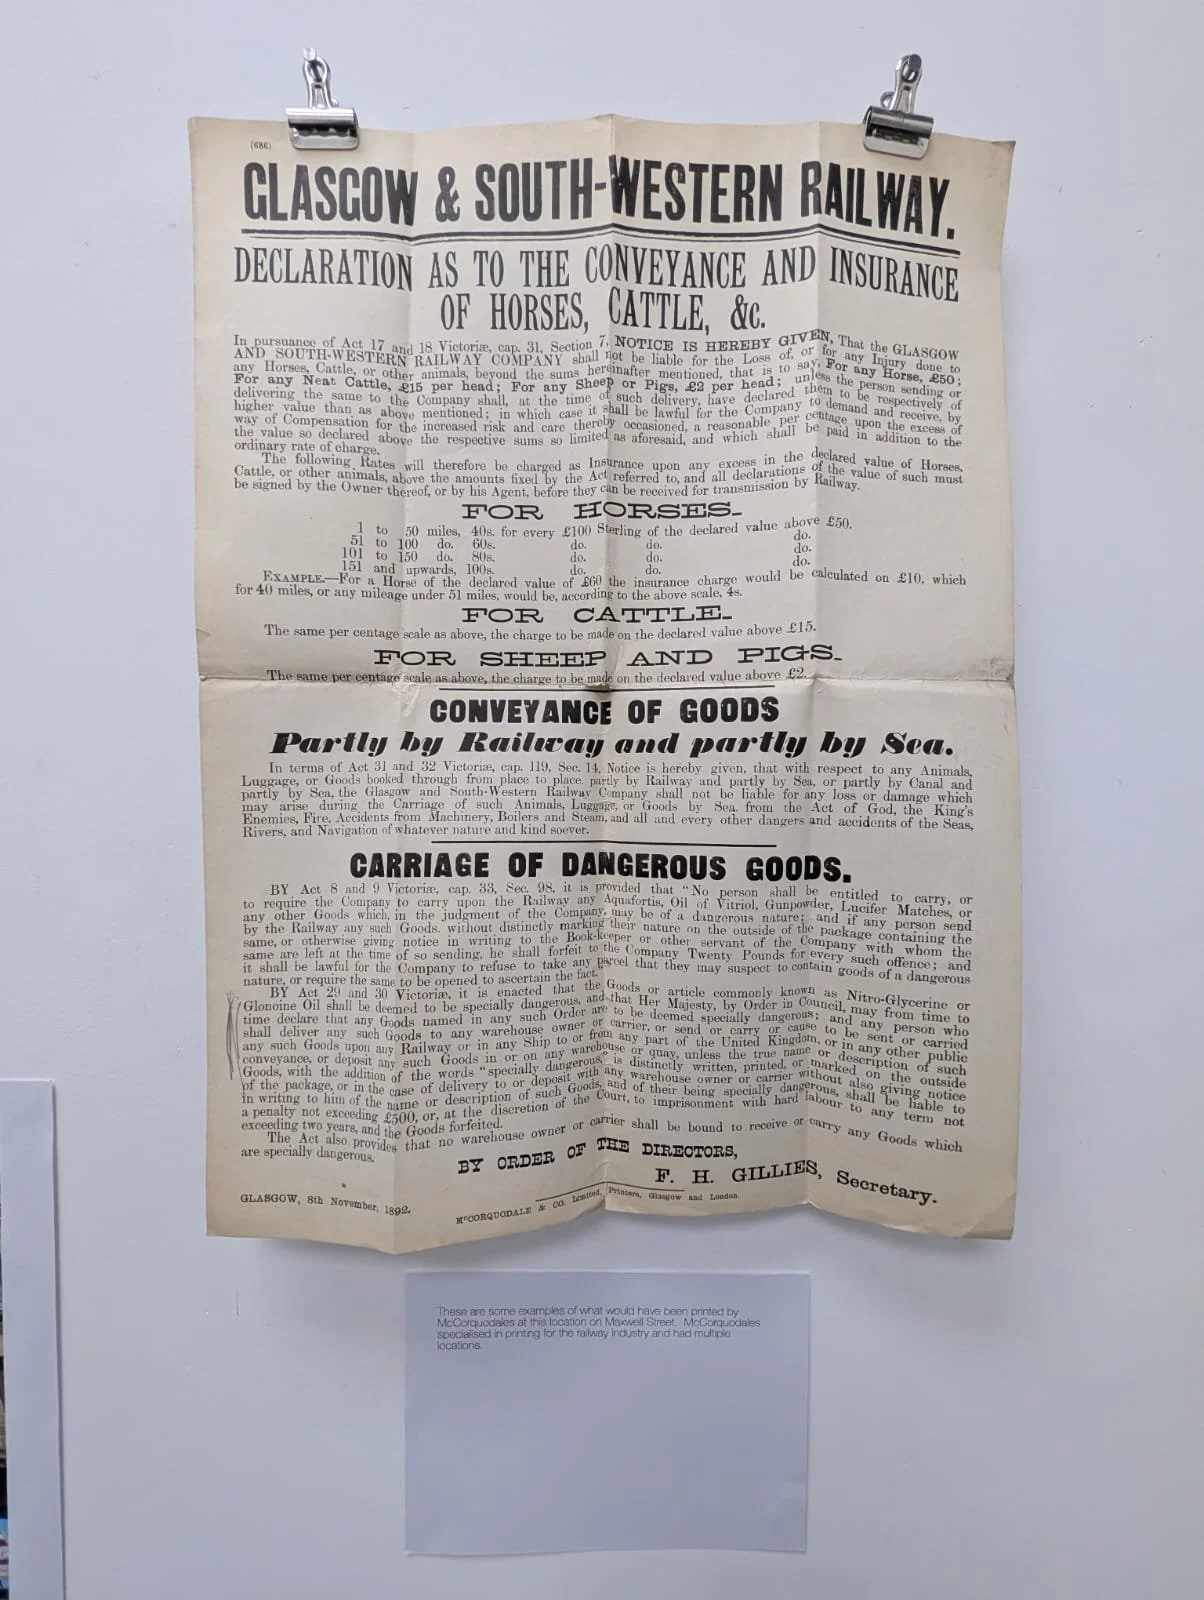 (686)
GLASGOW & SOUTH-WESTERN RAILWAY.
DECLARATION AS TO THE CONVEYANCE AND INSURANCE
OF HORSES, CATTLE, &c.
In pursuance of Act 17 and 18 Victoriæ, cap. 31, Section 7, NOTICE IS HEREBY GIVEN, That the GLASGOW
AND SOUTH-WESTERN RAILWAY COMPANY shall not be liable for the Loss of, or for any Injury done to
any Horses, Cattle, or other animals, beyond the sums hereinafter mentioned, that is to say, For any Horse, £50;
For any Neat Cattle, £15 per head; For any Sheep or Pigs, £2 per head; unless the person sending or
delivering the same to the Company shall, at the time of such delivery, have declared them to be respectively of
higher value than as above mentioned; in which case it shall be lawful for the Company to demand and receive, by
way of Compensation for the increased risk and care thereby occasioned, a reasonable per centage upon the excess of
the value so declared above the respective sums so limited as aforesaid, and which shall be paid in addition to the
ordinary rate of charge.
The following Rates will therefore be charged as Insurance upon any excess in the declared value of Horses,
Cattle, or other animals, above the amounts fixed by the Act referred to, and all declarations of the value of such must
be signed by the Owner thereof, or by his Agent, before they can be received for transmission by Railway.
FOR HORSES-
1 to 50 miles, 40s. for every £100 Sterling of the declared value above £50.
51 to 100 do. 60s. do. do. do.
101 to 150 do. 80s. do. do. do.
151 and upwards, 100s. do. do. do.
EXAMPLE.—For a Horse of the declared value of £60 the insurance charge would be calculated on £10, which
for 40 miles, or any mileage under 51 miles, would be, according to the above scale, 4s.
FOR CATTLE-
The same per centage scale as above, the charge to be made on the declared value above £15.
FOR SHEEP AND PIGS-
The same per centage scale as above, the charge to be made on the declared value above £2.
CONVEYANCE OF GOODS
Partly by Railway and partly by Sea.
In terms of Act 31 and 32 Victoriæ, cap. 119, Sec. 14, Notice is hereby given, that with respect to any Animals,
Luggage, or Goods booked through from place to place, partly by Railway and partly by Sea, or partly by Canal and
partly by Sea, the Glasgow and South-Western Railway Company shall not be liable for any loss or damage which
may arise during the Carriage of such Animals, Luggage, or Goods by Sea, from the Act of God, the King's
Enemies, Fire, Accidents from Machinery, Boilers and Steam, and all and every other dangers and accidents of the Seas,
Rivers, and Navigation of whatever nature and kind soever.
CARRIAGE OF DANGEROUS GOODS.
BY Act 8 and 9 Victoriæ, cap. 33, Sec. 98, it is provided that "No person shall be entitled to carry, or
to require the Company to carry upon the Railway any Aquafortis, Oil of Vitriol, Gunpowder, Lucifer Matches, or
any other Goods which, in the judgment of the Company, may be of a dangerous nature; and if any person send
by the Railway any such Goods, without distinctly marking their nature on the outside of the package containing the
same, or otherwise giving notice in writing to the Book-keeper or other servant of the Company with whom the
same are left at the time of so sending, he shall forfeit to the Company Twenty Pounds for every such offence; and
it shall be lawful for the Company to refuse to take any parcel that they may suspect to contain goods of a dangerous
nature, or require the same to be opened to ascertain the fact.
BY Act 29 and 30 Victoriæ, it is enacted that the Goods or article commonly known as Nitro-Glycerine or
Glonoine Oil shall be deemed to be specially dangerous, and that Her Majesty, by Order in Council, may from time to
time declare that any Goods named in any such Order are to be deemed specially dangerous; and any person who
shall deliver any such Goods to any warehouse owner or carrier, or send or carry or cause to be sent or carried
any such Goods upon any Railway or in any Ship to or from any part of the United Kingdom, or in any other public
conveyance, or deposit any such Goods in or on any warehouse or quay, unless the true name or description of such
Goods, with the addition of the words "specially dangerous," is distinctly written, printed, or marked on the outside
of the package, or in the case of delivery to or deposit with any warehouse owner or carrier without also giving notice
in writing to him of the name or description of such Goods, and of their being specially dangerous, shall be liable to
a penalty not exceeding £500, or, at the discretion of the Court, to imprisonment with hard labour to any term not
exceeding two years, and the Goods forfeited.
The Act also provides that no warehouse owner or carrier shall be bound to receive or carry any Goods which
are specially dangerous.
BY ORDER OF THE DIRECTORS,
F. H. GILLIES, Secretary.
GLASGOW, 8th November, 1892.
McCORQUODALE & CO. Limited, Printers, Glasgow and London.
These are some examples of what would have been printed by
McCorquodales at this location on Maxwell Street. McCorquodales
specialised in printing for the railway industry and had multiple
locations.